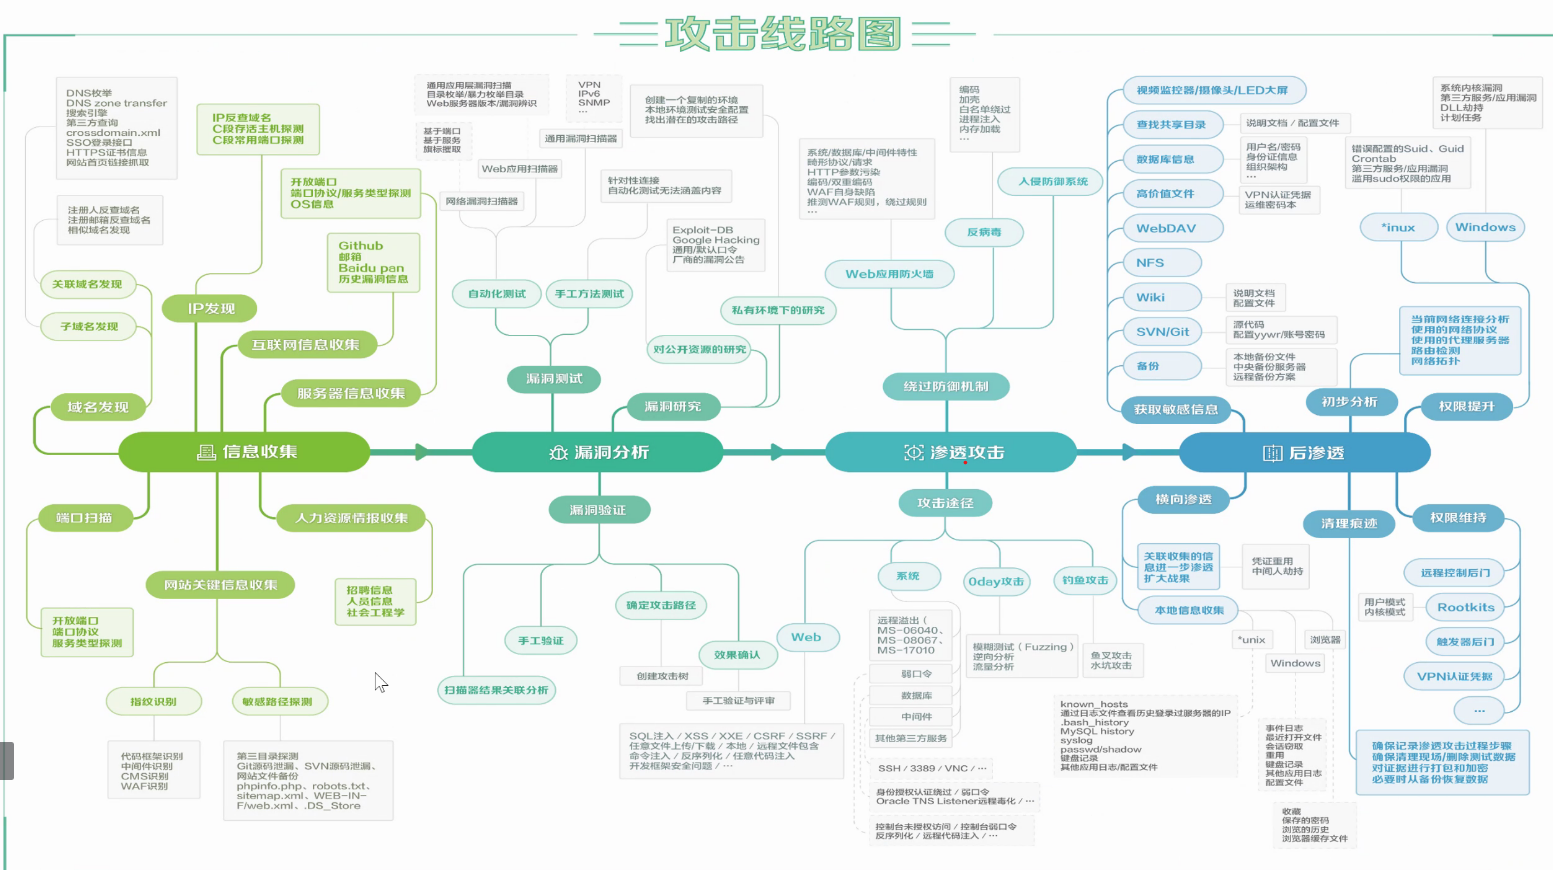 攻击线路图
DNS枚举
DNS zone transfer
搜索引擎
第三方查询
crossdomain.xml
SSO登录接口
HTTPS证书信息
网站首页链接抓取
注册人反查域名
注册邮箱反查域名
相似域名发现
关联域名发现
子域名发现
域名发现
IP反查域名
C段存活主机探测
C段常用端口探测
IP发现
开放端口
端口协议/服务类型探测
OS信息
Github
邮箱
Baidu pan
历史漏洞信息
互联网信息收集
服务器信息收集
信息收集
端口扫描
开放端口
端口协议
服务类型探测
人力资源情报收集
招聘信息
人员信息
社会工程学
网站关键信息收集
指纹识别
敏感路径探测
代码框架识别
中间件识别
CMS识别
WAF识别
第三目录探测
Git源码泄漏、SVN源码泄漏、
网站文件备份
phpinfo.php、robots.txt、
sitemap.xml、WEB-IN-
F/web.xml、.DS_Store
通用应用层漏洞扫描
目录枚举/暴力枚举目录
Web服务器版本/漏洞辨识
基于端口
基于服务
旗标攫取
VPN
IPv6
SNMP
...
通用漏洞扫描器
Web应用扫描器
网络漏洞扫描器
针对性连接
自动化测试无法涵盖内容
自动化测试
手工方法测试
漏洞测试
创建一个复制的环境
本地环境测试安全配置
找出潜在的攻击路径
Exploit-DB
Google Hacking
通用/默认口令
厂商的漏洞公告
私有环境下的研究
对公开资源的研究
漏洞研究
漏洞分析
漏洞验证
手工验证
扫描器结果关联分析
确定攻击路径
创建攻击树
效果确认
手工验证与评审
SQL注入 / XSS / XXE / CSRF / SSRF /
任意文件上传/下载 / 本地 / 远程文件包含
命令注入 / 反序列化 / 任意代码注入
开发框架安全问题 / ...
系统/数据库/中间件特性
畸形协议/请求
HTTP参数污染
编码/双重编码
WAF自身缺陷
推测WAF规则，绕过规则
...
Web应用防火墙
编码
加壳
白名单绕过
进程注入
内存加载
...
反病毒
入侵防御系统
绕过防御机制
渗透攻击
攻击途径
Web
系统
0day攻击
钓鱼攻击
远程溢出（
MS-06040、
MS-08067、
MS-17010
弱口令
数据库
中间件
其他第三方服务
模糊测试（Fuzzing）
逆向分析
流量分析
鱼叉攻击
水坑攻击
SSH / 3389 / VNC / ...
身份授权认证绕过 / 弱口令
Oracle TNS Listener远程毒化 / ...
控制台未授权访问 / 控制台弱口令
反序列化 / 远程代码注入 / ...
视频监控器/摄像头/LED大屏
查找共享目录
说明文档 / 配置文件
数据库信息
用户名/密码
身份证信息
组织架构
...
高价值文件
VPN认证凭据
运维密码本
WebDAV
NFS
Wiki
说明文档
配置文件
SVN/Git
源代码
配置yywr/账号密码
备份
本地备份文件
中央备份服务器
远程备份方案
获取敏感信息
初步分析
当前网络连接分析
使用的网络协议
使用的代理服务器
路由检测
网络拓扑
系统内核漏洞
第三方服务/应用漏洞
DLL劫持
计划任务
错误配置的Suid、Guid
Crontab
第三方服务/应用漏洞
滥用sudo权限的应用
*inux
Windows
权限提升
后渗透
横向渗透
关联收集的信
息进一步渗透
扩大战果
凭证重用
中间人劫持
本地信息收集
*unix
Windows
浏览器
known_hosts
通过日志文件查看历史登录过服务器的IP
.bash_history
MySQL history
syslog
passwd/shadow
键盘记录
其他应用日志/配置文件
事件日志
最近打开文件
会话窃取
重用
键盘记录
其他应用日志
配置文件
收藏
保存的密码
浏览的历史
浏览器缓存文件
清理痕迹
确保记录渗透攻击过程步骤
确保清理现场/删除测试数据
对证据进行打包和加密
必要时从备份恢复数据
权限维持
远程控制后门
用户模式
内核模式
Rootkits
触发器后门
VPN认证凭据
...